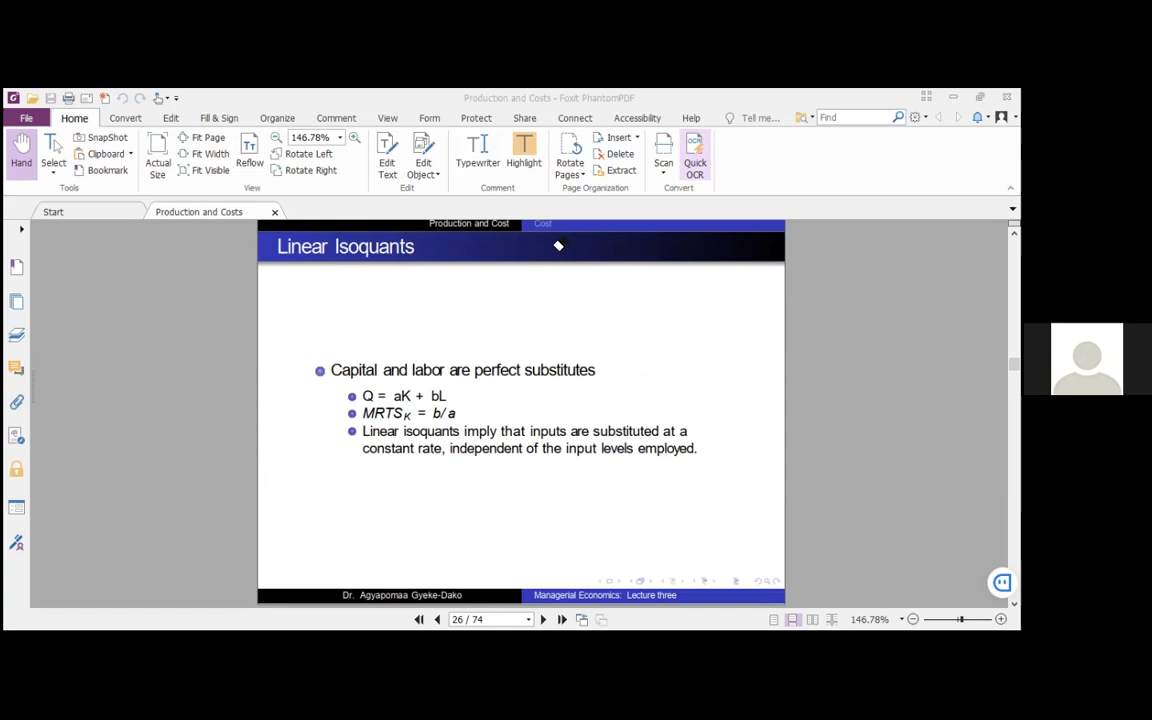 Production and Costs - Foxit PhantomPDF
File Home Convert Edit Fill & Sign Organize Comment View Form Protect Share Connect Accessibility Help Tell me... Find
Hand
Select
SnapShot
Clipboard
Bookmark
Tools
Actual Size
Fit Page
Fit Width
Fit Visible
Reflow
146.78%
Rotate Left
Rotate Right
View
Edit Text
Edit Object
Edit
Typewriter
Highlight
Comment
Rotate Pages
Insert
Delete
Extract
Page Organization
Scan
Quick OCR
Convert
Start
Production and Costs
Production and Cost Cost
Linear Isoquants
Capital and labor are perfect substitutes
Q = aK + bL
MRTS_K = b/a
Linear isoquants imply that inputs are substituted at a
constant rate, independent of the input levels employed.
Dr. Agyapomaa Gyeke-Dako Managerial Economics: Lecture three
26 / 74
146.78%